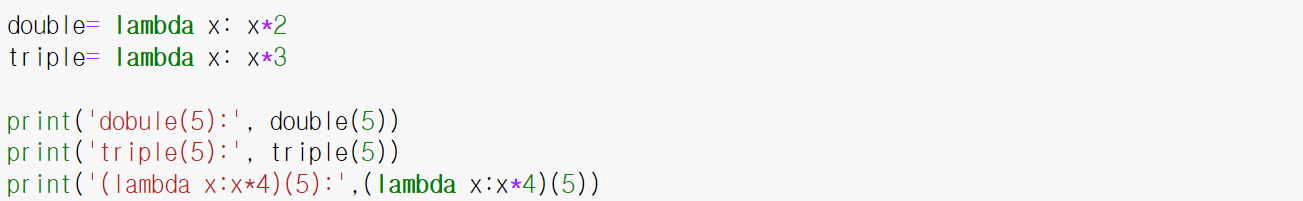 double= lambda x: x*2
triple= lambda x: x*3
print('dobule(5):', double(5))
print('triple(5):', triple(5))
print('(lambda x:x*4)(5):',(lambda x:x*4)(5))